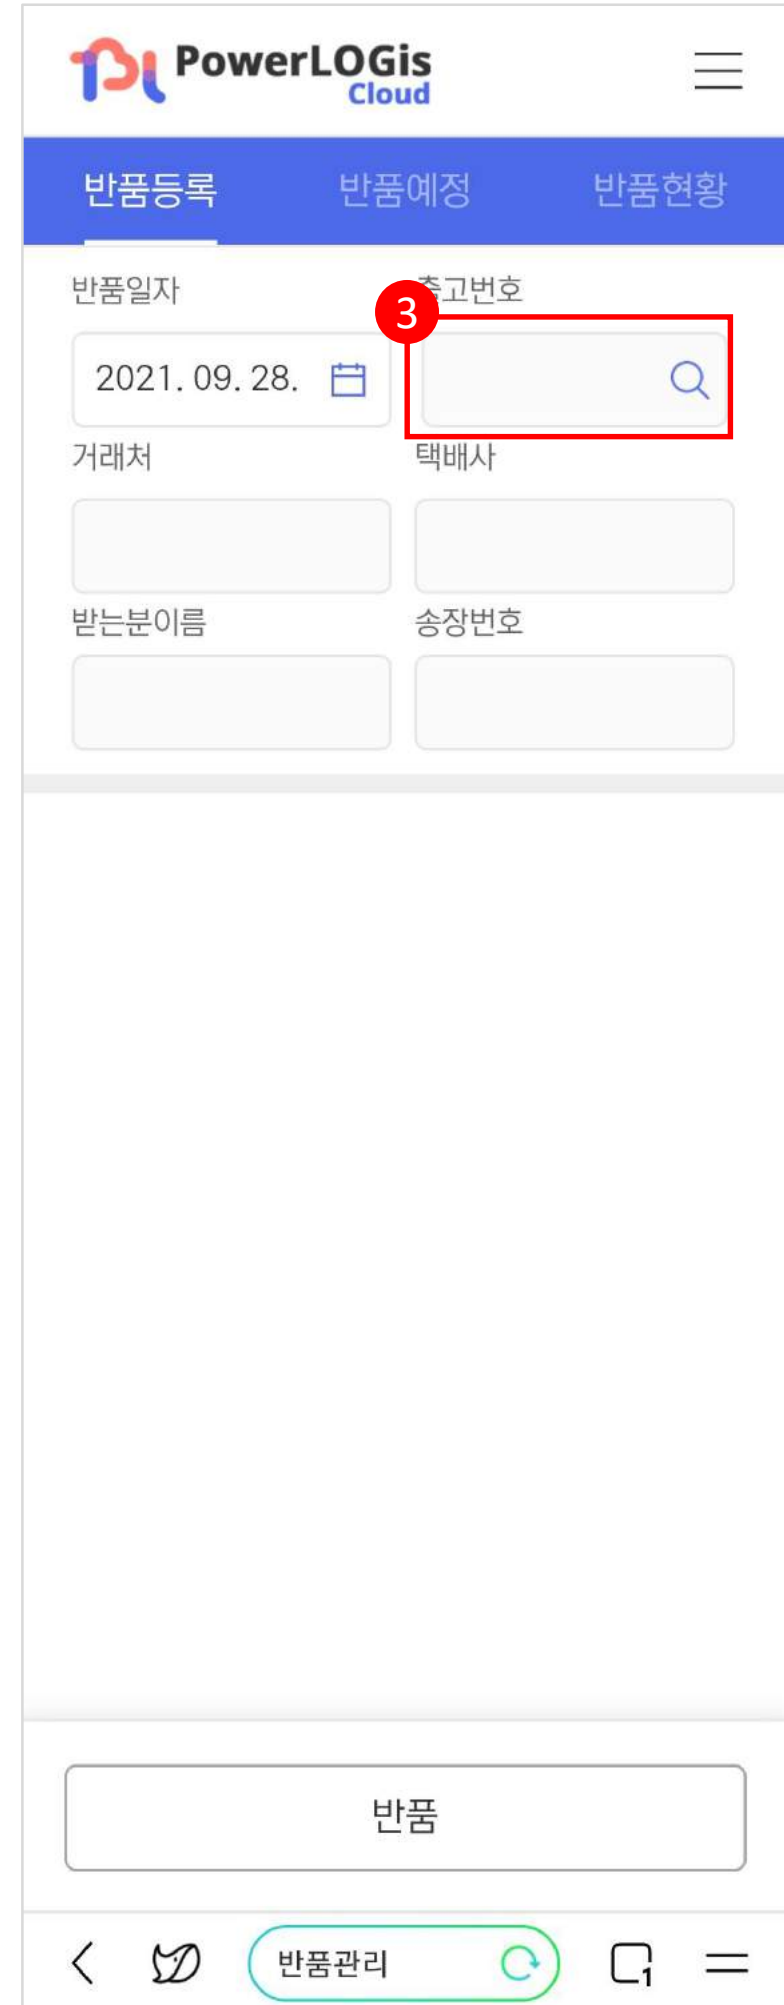 PowerLOGis
Cloud
반품등록 반품예정 반품현황
반품일자 출고번호
3
2021. 09. 28.
거래처 택배사
받는분이름 송장번호
반품
반품관리 1